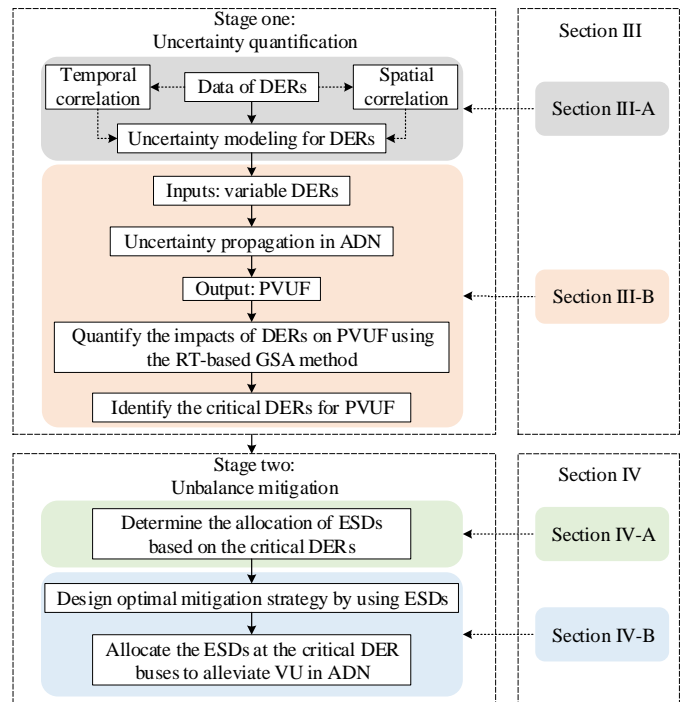 Stage one:
Uncertainty quantification
Temporal
correlation
Data of DERs
Spatial
correlation
Uncertainty modeling for DERs
Inputs: variable DERs
Uncertainty propagation in ADN
Output: PVUF
Quantify the impacts of DERs on PVUF using
the RT-based GSA method
Identify the critical DERs for PVUF
Section III
Section III-A
Section III-B
Stage two:
Unbalance mitigation
Determine the allocation of ESDs
based on the critical DERs
Design optimal mitigation strategy by using ESDs
Allocate the ESDs at the critical DER
buses to alleviate VU in ADN
Section IV
Section IV-A
Section IV-B